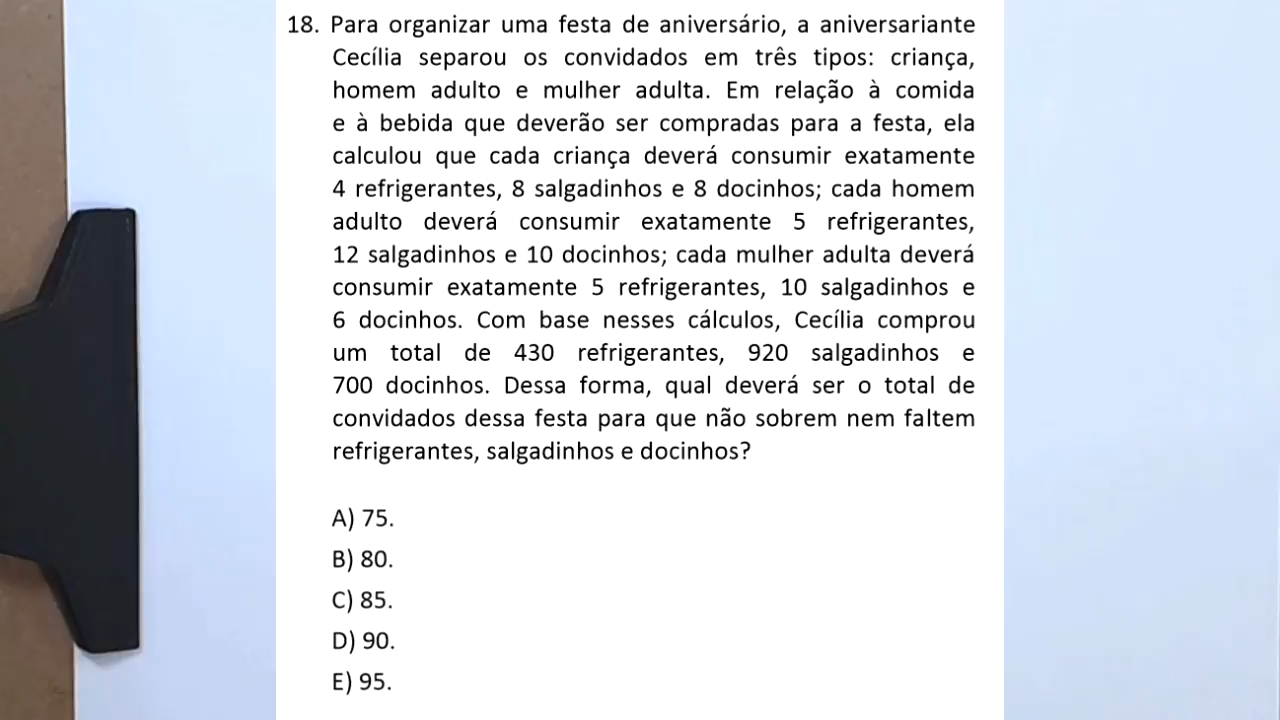 18. Para organizar uma festa de aniversário, a aniversariante
Cecília separou os convidados em três tipos: criança,
homem adulto e mulher adulta. Em relação à comida
e à bebida que deverão ser compradas para a festa, ela
calculou que cada criança deverá consumir exatamente
4 refrigerantes, 8 salgadinhos e 8 docinhos; cada homem
adulto deverá consumir exatamente 5 refrigerantes,
12 salgadinhos e 10 docinhos; cada mulher adulta deverá
consumir exatamente 5 refrigerantes, 10 salgadinhos e
6 docinhos. Com base nesses cálculos, Cecília comprou
um total de 430 refrigerantes, 920 salgadinhos e
700 docinhos. Dessa forma, qual deverá ser o total de
convidados dessa festa para que não sobrem nem faltem
refrigerantes, salgadinhos e docinhos?
A) 75.
B) 80.
C) 85.
D) 90.
E) 95.